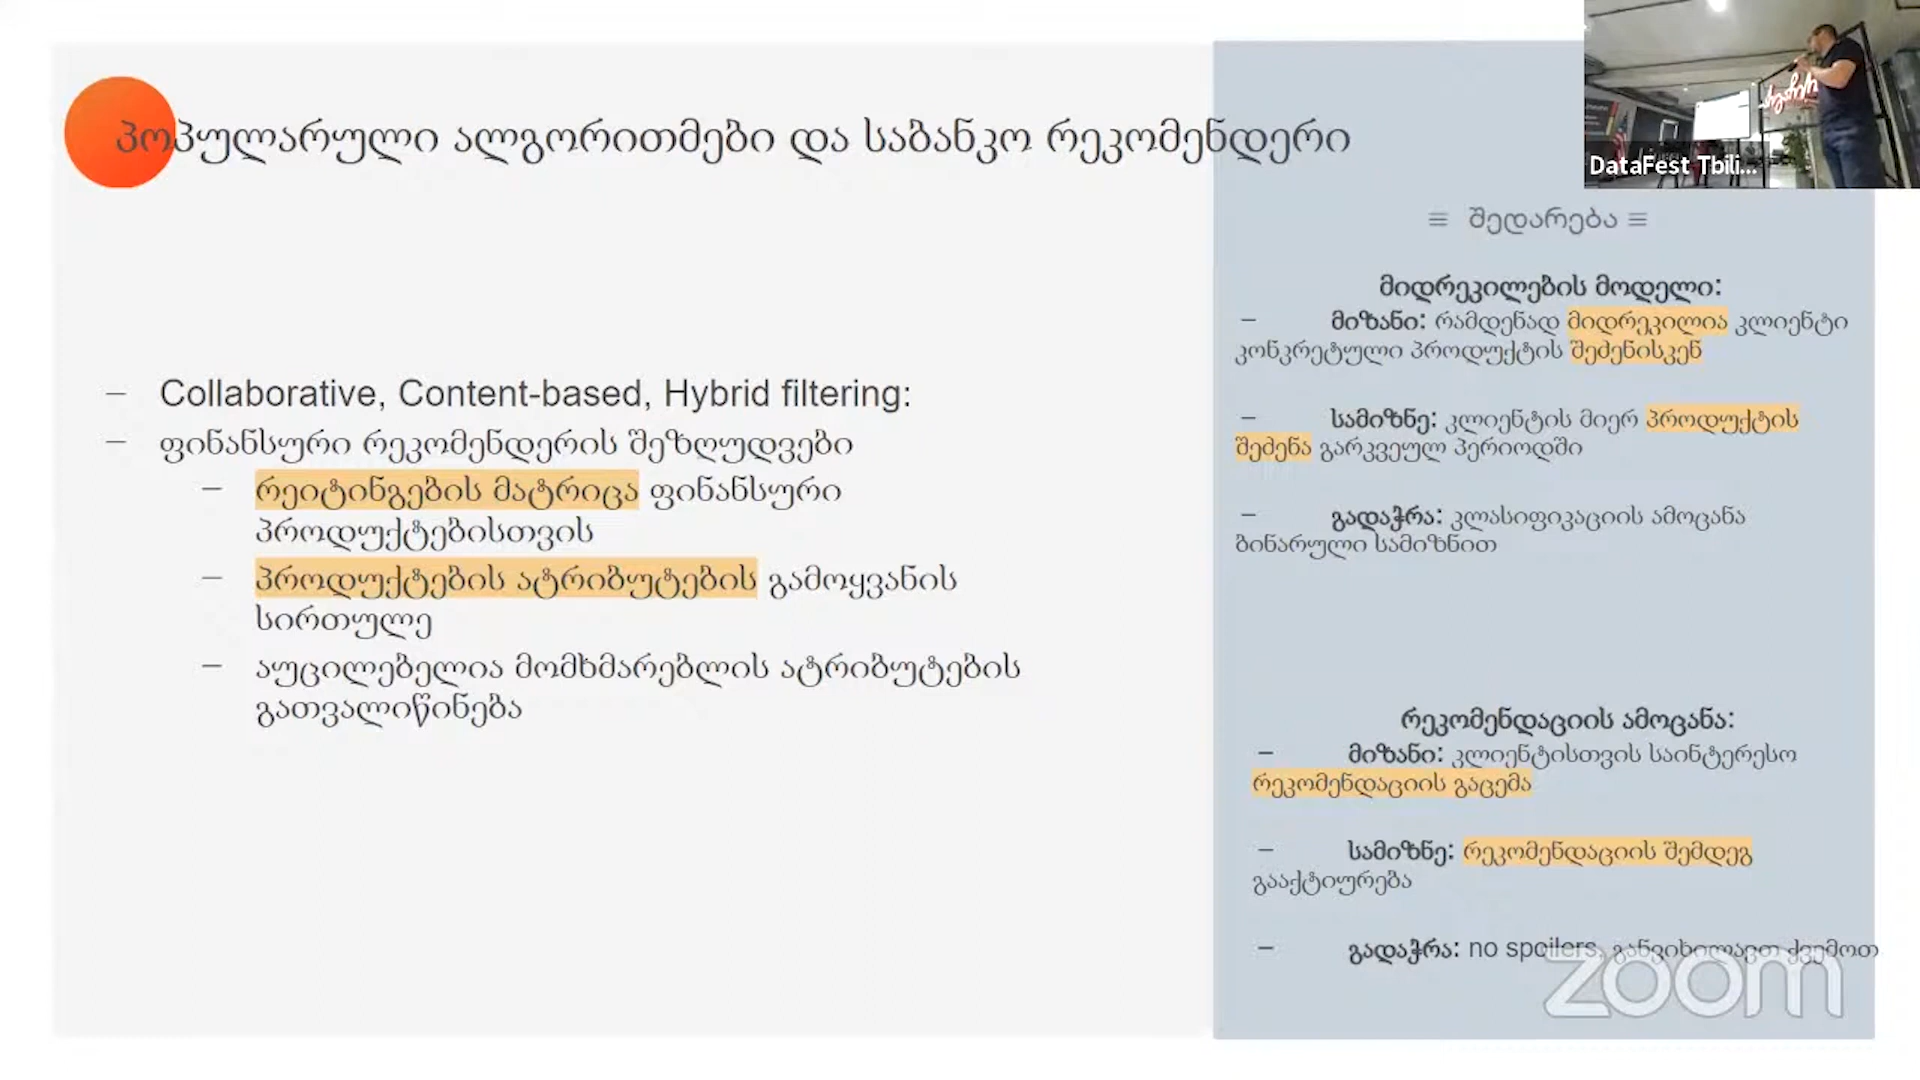 პოპულარული ალგორითმები და საბანკო რეკომენდერი
– Collaborative, Content-based, Hybrid filtering:
– ფინანსური რეკომენდერის შეზღუდვები
– რეიტინგების მატრიცა ფინანსური
პროდუქტებისთვის
– პროდუქტების ატრიბუტების გამოყვანის
სირთულე
– აუცილებელია მომხმარებლის ატრიბუტების
გათვალიწინება
DataFest Tbili...
≡ შედარება ≡
მიდრეკილების მოდელი:
– მიზანი: რამდენად მიდრეკილია კლიენტი
კონკრეტული პროდუქტის შეძენისკენ
– სამიზნე: კლიენტის მიერ პროდუქტის
შეძენა გარკვეულ პერიოდში
– გადაჭრა: კლასიფიკაციის ამოცანა
ბინარული სამიზნით
რეკომენდაციის ამოცანა:
– მიზანი: კლიენტისთვის საინტერესო
რეკომენდაციის გაცემა
– სამიზნე: რეკომენდაციის შემდეგ
გააქტიურება
– გადაჭრა: no spoilers, განვიხილავთ ქვემოთ
zoom